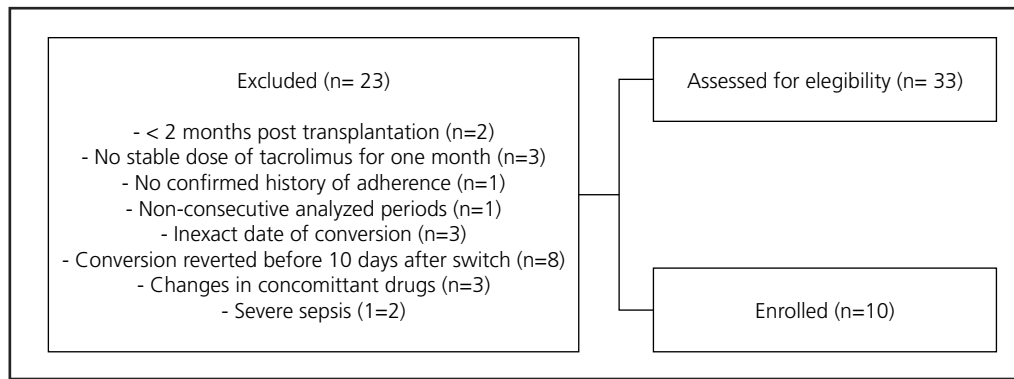 Excluded (n= 23)
- < 2 months post transplantation (n=2)
- No stable dose of tacrolimus for one month (n=3)
- No confirmed history of adherence (n=1)
- Non-consecutive analyzed periods (n=1)
- Inexact date of conversion (n=3)
- Conversion reverted before 10 days after switch (n=8)
- Changes in concomittant drugs (n=3)
- Severe sepsis (1=2)
Assessed for elegibility (n= 33)
Enrolled (n=10)